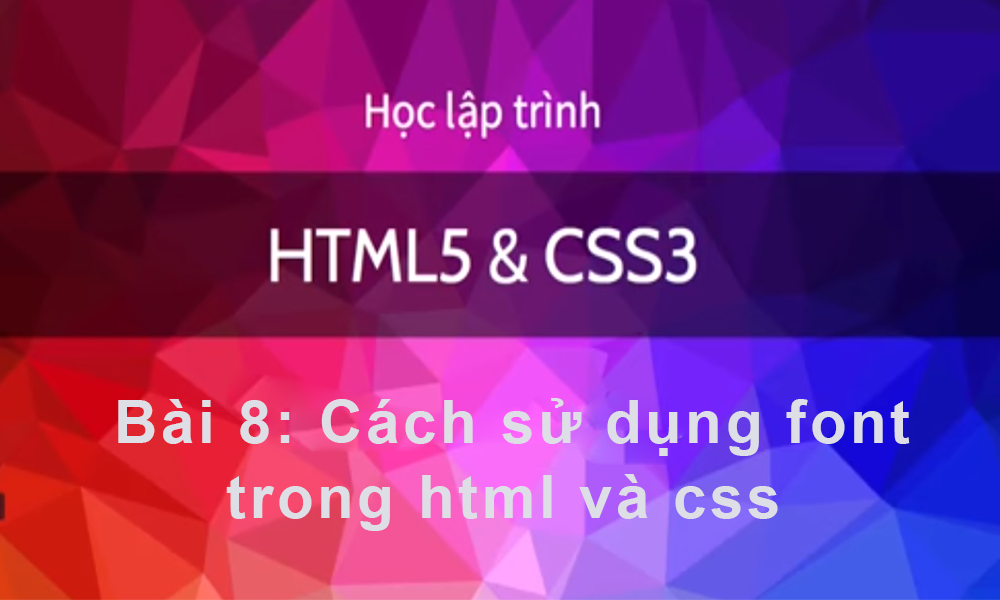 Học lập trình
HTML5 & CSS3
Bài 8: Cách sử dụng font
trong html và css